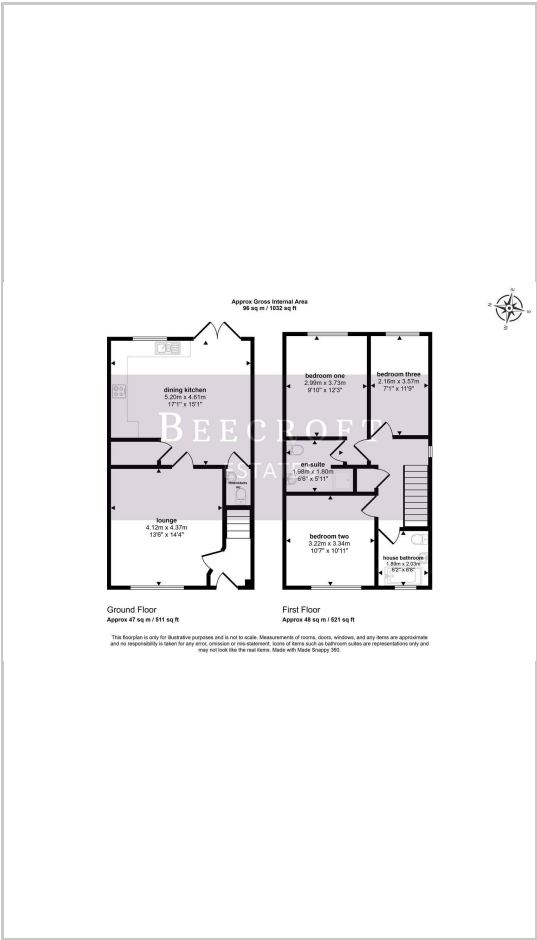 Approx Gross Internal Area
96 sq m / 1032 sq ft
dining kitchen
5.20m x 4.61m
17'1" x 15'1"
lounge
4.12m x 4.37m
13'6" x 14'4"
bedroom one
2.99m x 3.73m
9'10" x 12'3"
bedroom three
2.16m x 3.57m
7'1" x 11'9"
en-suite
1.98m x 1.80m
6'6" x 5'11"
bedroom two
3.22m x 3.34m
10'7" x 10'11"
house bathroom
1.89m x 2.03m
6'2" x 6'8"
BEECROFT
ESTATE
N
E
S
W
Ground Floor
Approx 47 sq m / 511 sq ft
First Floor
Approx 48 sq m / 521 sq ft
This floorplan is only for illustrative purposes and is not to scale. Measurements of rooms, doors, windows, and any items are approximate
and no responsibility is taken for any error, omission or mis-statement. Icons of items such as bathroom suites are representations only and
may not look like the real items. Made with Made Snappy 360.